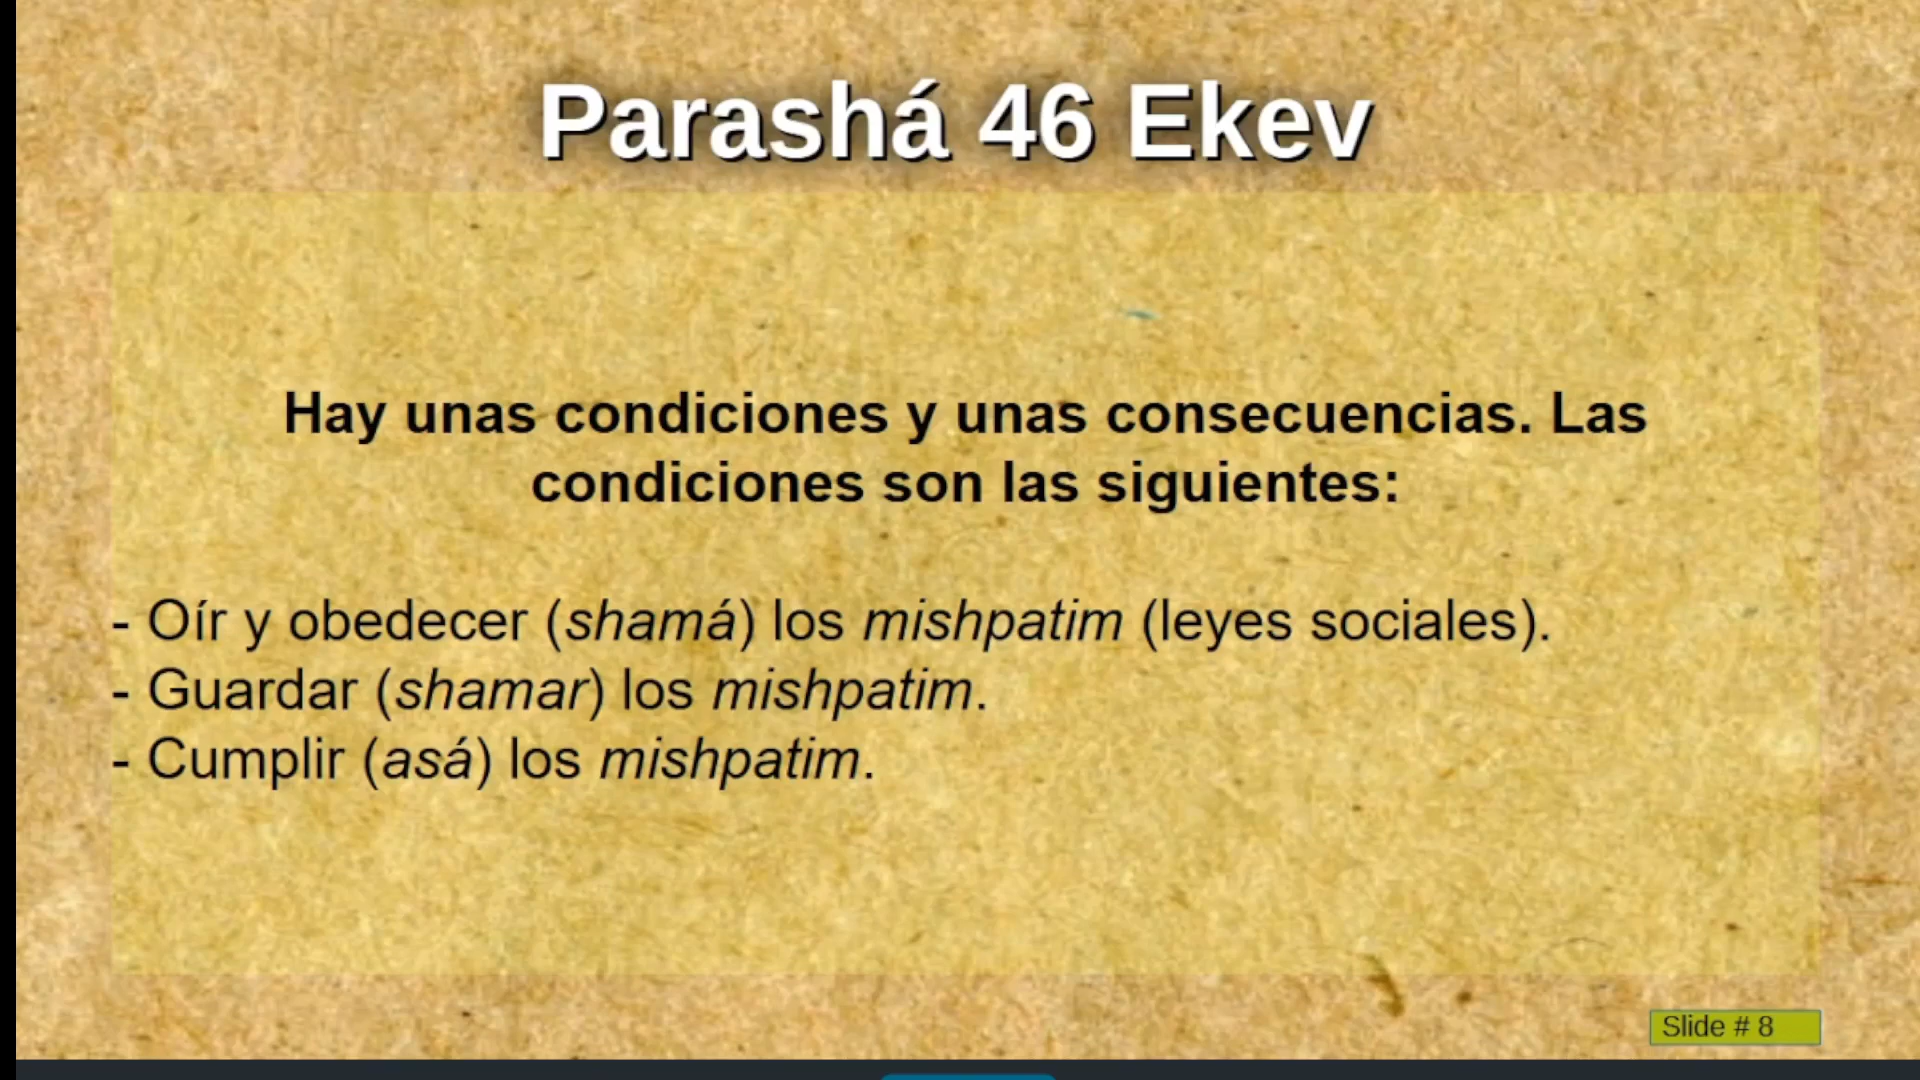 Parashá 46 Ekev
Hay unas condiciones y unas consecuencias. Las
condiciones son las siguientes:
- Oír y obedecer (shamá) los mishpatim (leyes sociales).
- Guardar (shamar) los mishpatim.
- Cumplir (asá) los mishpatim.
Slide # 8